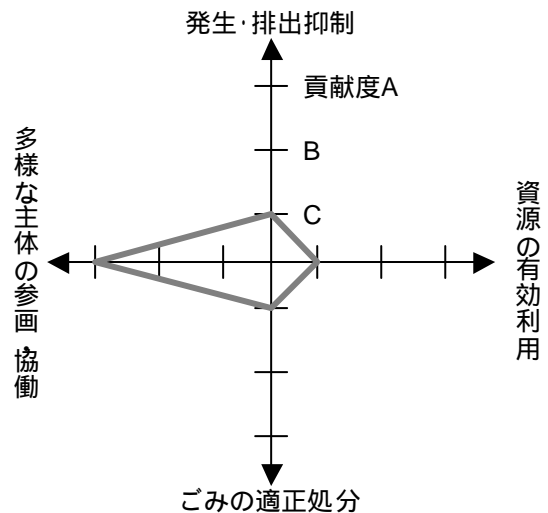 発生・排出抑制
貢献度A
B
C
多様な主体の参画・協働
資源の有効利用
ごみの適正処分